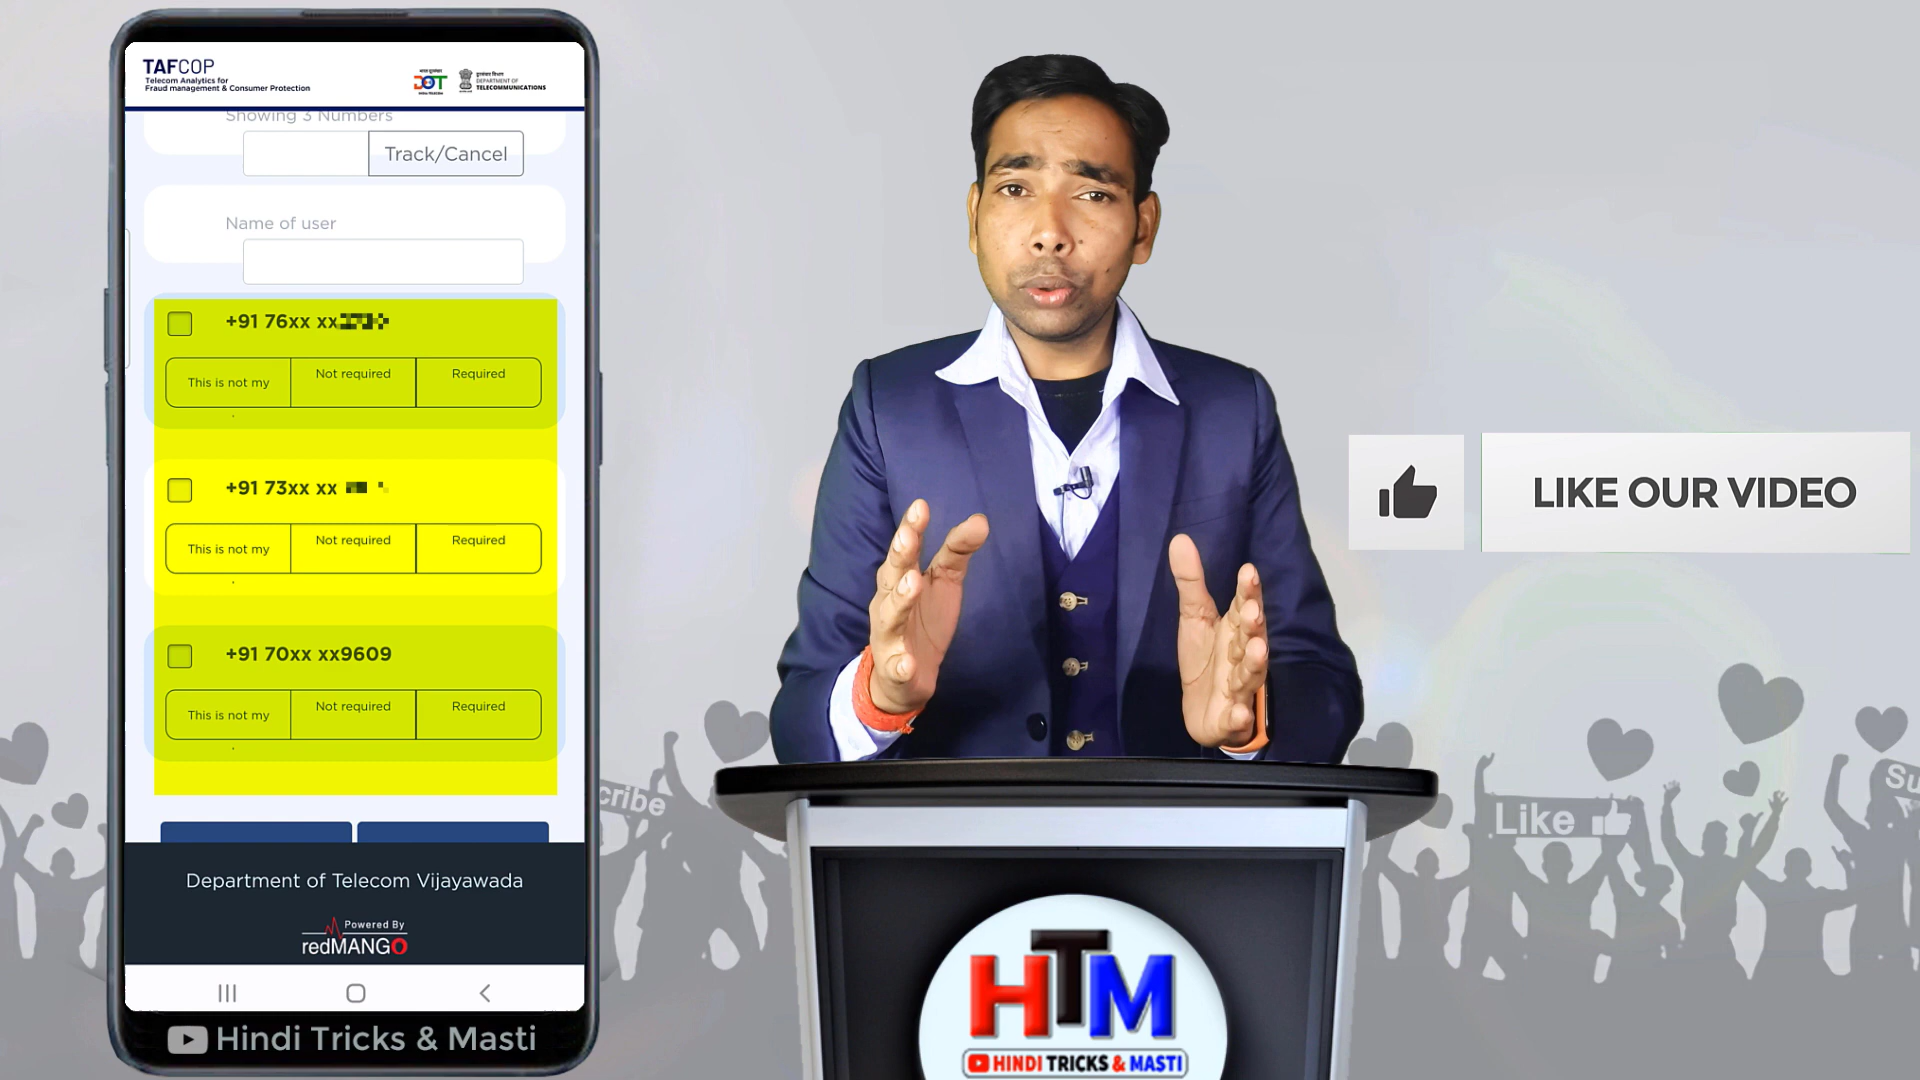 TAFCOP
Telecom Analytics for
Fraud management & Consumer Protection
DOT
दूरसंचार विभाग
DEPARTMENT OF
TELECOMMUNICATIONS
Showing 3 Numbers
Track/Cancel
Name of user
+91 76xx xx
This is not my
Not required
Required
+91 73xx xx
This is not my
Not required
Required
+91 70xx xx9609
This is not my
Not required
Required
Department of Telecom Vijayawada
Powered By
redMANGO
Hindi Tricks & Masti
LIKE OUR VIDEO
cribe
Like
Su
HTM
HINDI TRICKS & MASTI